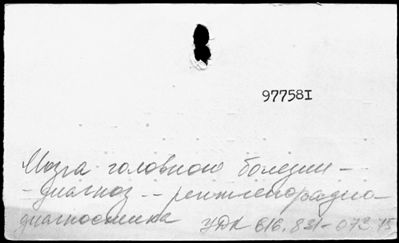 97758I
Мозга головного болезни –
– диагноз -- рентгенорадио-
диагностика УДК 616.831-073.75